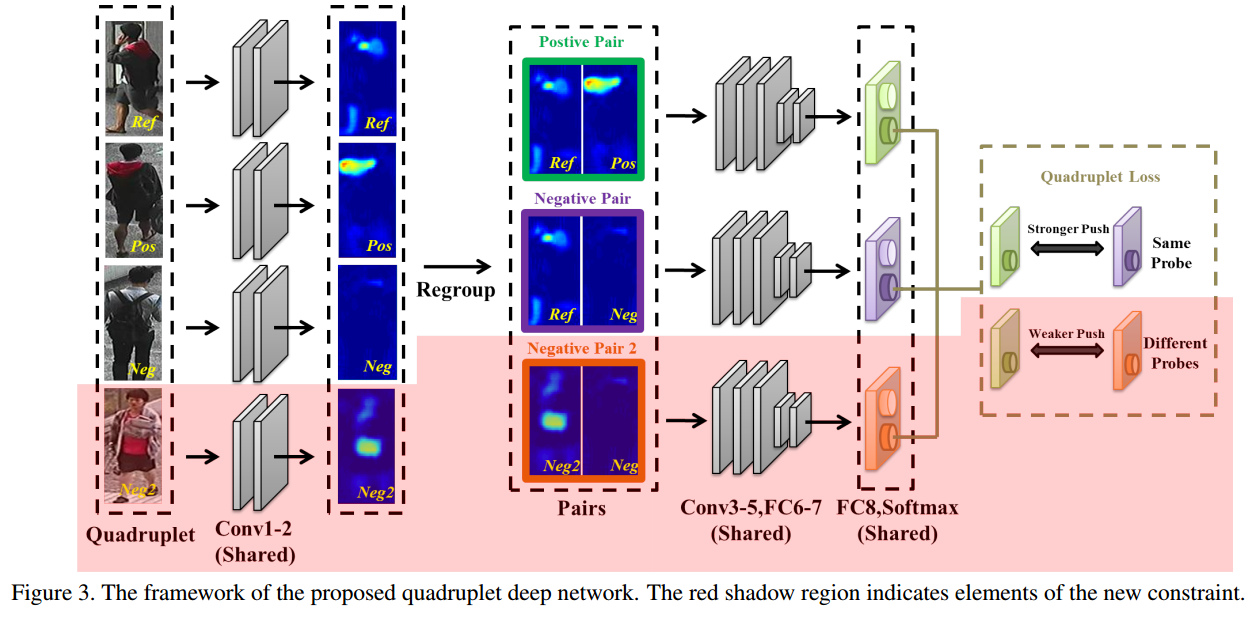 Ref
Pos
Neg
Neg2
Quadruplet
Conv1-2
(Shared)
Ref
Pos
Neg
Neg2
Regroup
Postive Pair
Ref Pos
Negative Pair
Ref Neg
Negative Pair 2
Neg2 Neg
Pairs
Conv3-5,FC6-7
(Shared)
FC8,Softmax
(Shared)
Quadruplet Loss
Stronger Push
Same
Probe
Weaker Push
Different
Probes
Figure 3. The framework of the proposed quadruplet deep network. The red shadow region indicates elements of the new constraint.